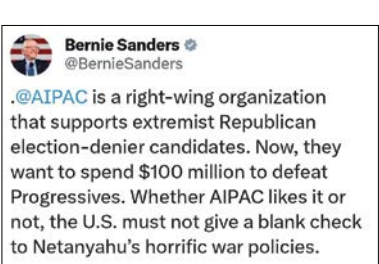 Bernie Sanders
@BernieSanders
.@AIPAC is a right-wing organization
that supports extremist Republican
election-denier candidates. Now, they
want to spend $100 million to defeat
Progressives. Whether AIPAC likes it or
not, the U.S. must not give a blank check
to Netanyahu's horrific war policies.